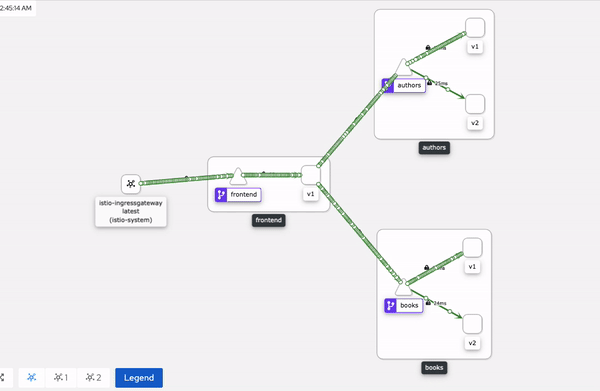 2:45:14 AM
v1
authors
25ms
v2
authors
istio-ingressgateway
latest
(istio-system)
frontend
v1
frontend
v1
books
24ms
v2
books
1
2
Legend